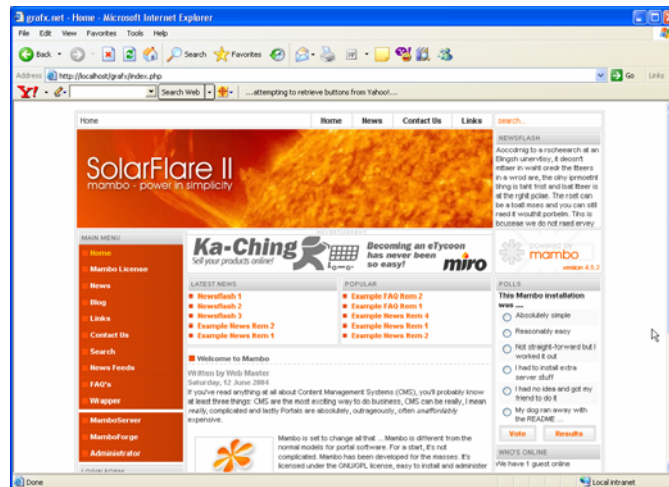 grafx.net - Home - Microsoft Internet Explorer
File Edit View Favorites Tools Help
Back Search Favorites
Address http://localhost/grafx/index.php Go Links
Y! Search Web ...attempting to retrieve buttons from Yahoo!...
Home Home News Contact Us Links search...
SolarFlare II
mambo - power in simplicity
NEWSFLASH
Aoccdrnig to a rscheearch at an
Elingsh uinervtisy, it deosn't
mttaer in waht oredr the ltteers
in a wrod are, the olny iprmoetnt
tihng is taht frist and lsat ltteer is
at the rghit pclae. The rset can
be a toatl mses and you can sitll
raed it wouthit porbelm. Tihs is
bcuseae we do not raed ervey
MAIN MENU
Home
Mambo License
News
Blog
Links
Contact Us
Search
News Feeds
FAQ's
Wrapper
MamboServer
MamboForge
Administrator
LOGIN FORM
ADVERTISEMENT
Ka-Ching
Sell your products online!
Becoming an eTycoon
has never been
so easy!
miro
powered by
mambo
version 4.5.2
LATEST NEWS
Newsflash 1
Newsflash 2
Newsflash 3
Example News Item 2
Example News Item 1
POPULAR
Example FAQ Item 2
Example FAQ Item 1
Example News Item 4
Example News Item 1
Example News Item 2
Welcome to Mambo
Written by Web Master
Saturday, 12 June 2004
If you've read anything at all about Content Management Systems (CMS), you'll probably know
at least three things: CMS are the most exciting way to do business, CMS can be really, I mean
really, complicated and lastly Portals are absolutely, outrageously, often unaffordably
expensive.
Mambo is set to change all that ... Mambo is different from the
normal models for portal software. For a start, it's not
complicated. Mambo has been developed for the masses. It's
licensed under the GNU/GPL license, easy to install and administer
POLLS
This Mambo installation
was ....
Absolutely simple
Reasonably easy
Not straight-forward but I
worked it out
I had to install extra
server stuff
I had no idea and got my
friend to do it
My dog ran away with
the README ...
Vote Results
WHO'S ONLINE
We have 1 guest online
Done Local intranet